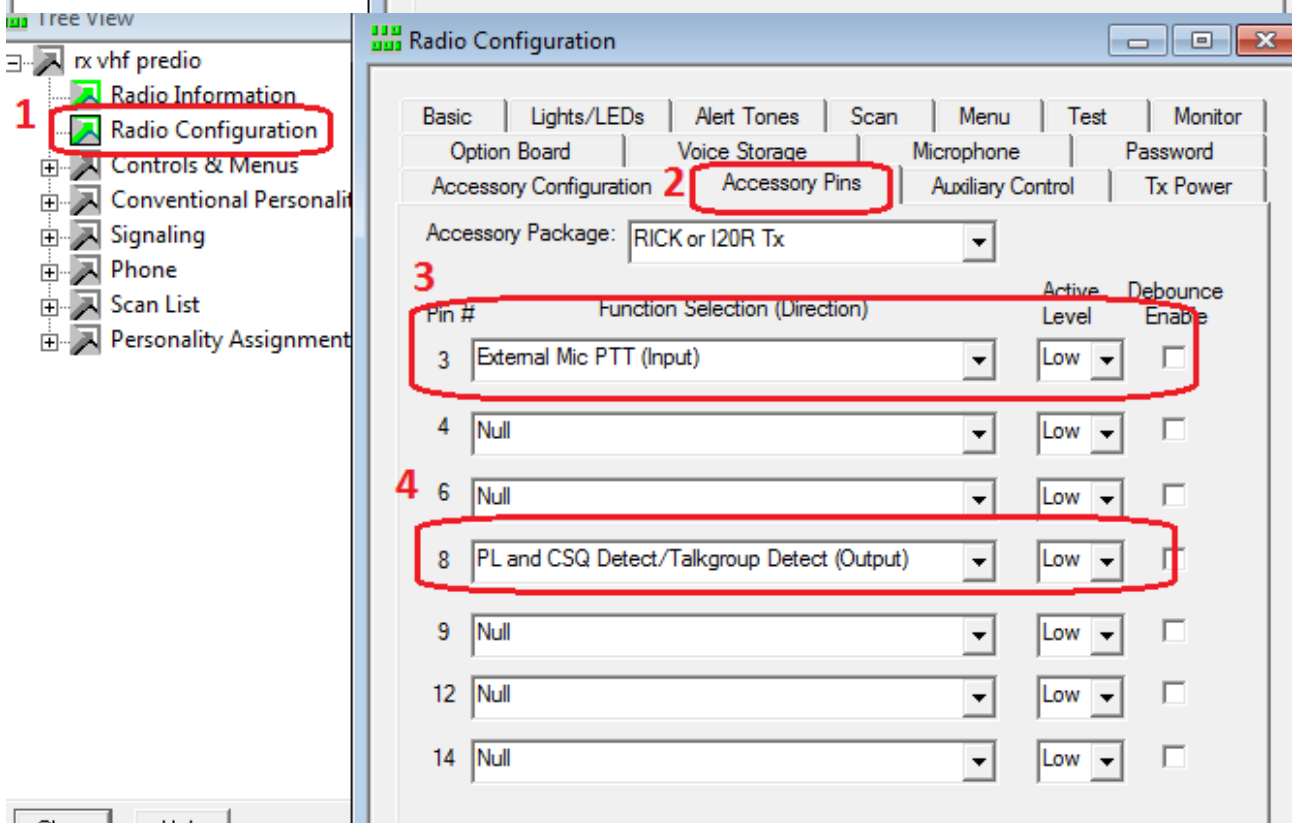 Tree View
rx vhf predio
1
Radio Information
Radio Configuration
Controls & Menus
Conventional Personalit
Signaling
Phone
Scan List
Personality Assignment
Radio Configuration
Basic Lights/LEDs Alert Tones Scan Menu Test Monitor
Option Board Voice Storage Microphone Password
Accessory Configuration 2 Accessory Pins Auxiliary Control Tx Power
Accessory Package: RICK or I20R Tx
3
Pin # Function Selection (Direction) Active Level Debounce Enable
3 External Mic PTT (Input) Low
4 Null Low
4
6 Null Low
8 PL and CSQ Detect/Talkgroup Detect (Output) Low
9 Null Low
12 Null Low
14 Null Low